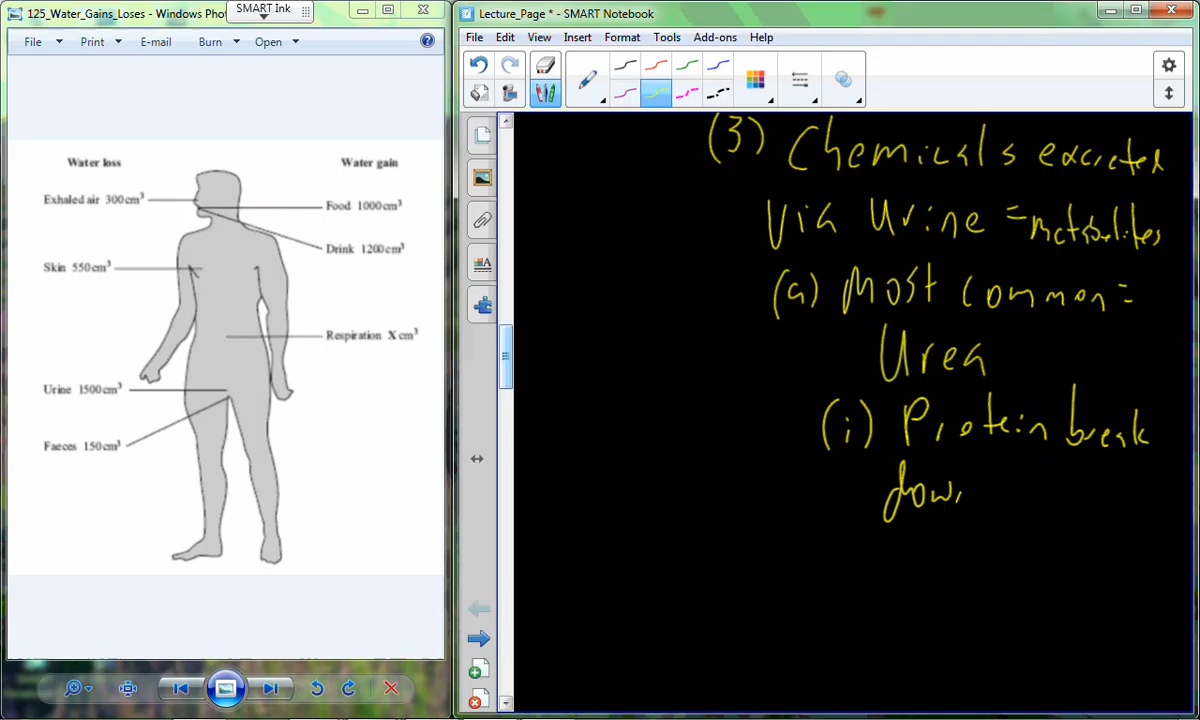 125_Water_Gains_Loses - Windows Pho
SMART Ink
File Print E-mail Burn Open
Water loss
Water gain
Exhaled air 300cm³
Food 1000cm³
Drink 1200cm³
Skin 550cm³
Respiration X cm³
Urine 1500cm³
Faeces 150cm³
Lecture_Page * - SMART Notebook
File Edit View Insert Format Tools Add-ons Help
(3) Chemicals excreted
via Urine = metabolites
(a) Most common =
Urea
(i) Protein break
down